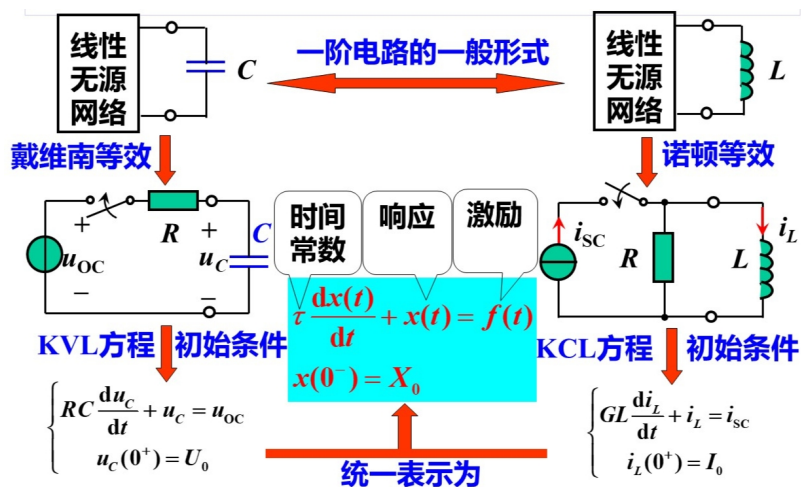 线性
无源
网络
C
一阶电路的一般形式
线性
无源
网络
L
戴维南等效
诺顿等效
+
R
+
C
u_OC
u_C
−
−
时间
常数
响应
激励
i_SC
R
L
i_L
τ dx(t)/dt + x(t) = f(t)
x(0⁻) = X₀
KVL方程
初始条件
KCL方程
初始条件
RC du_C/dt + u_C = u_OC
u_C(0⁺) = U₀
GL di_L/dt + i_L = i_SC
i_L(0⁺) = I₀
统一表示为